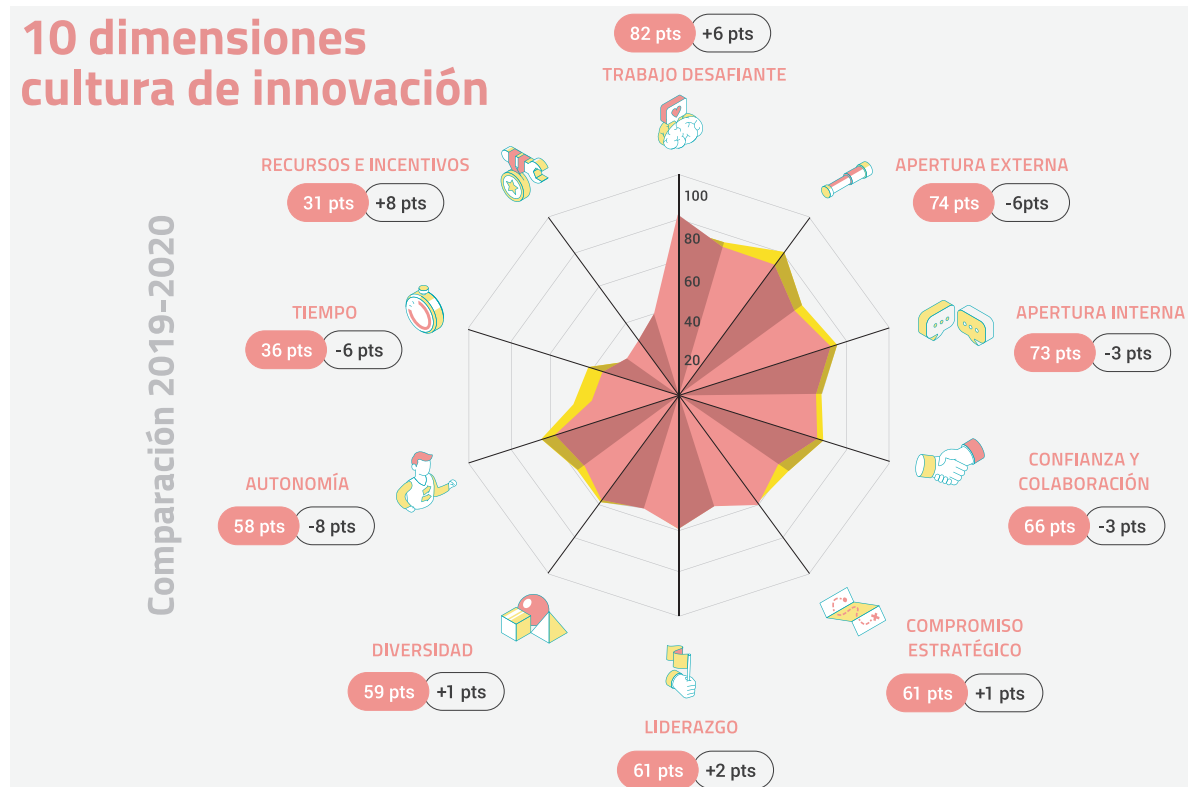 10 dimensiones
cultura de innovación
Comparación 2019-2020
82 pts +6 pts
TRABAJO DESAFIANTE
APERTURA EXTERNA
74 pts -6pts
APERTURA INTERNA
73 pts -3 pts
CONFIANZA Y
COLABORACIÓN
66 pts -3 pts
COMPROMISO
ESTRATÉGICO
61 pts +1 pts
LIDERAZGO
61 pts +2 pts
DIVERSIDAD
59 pts +1 pts
AUTONOMÍA
58 pts -8 pts
TIEMPO
36 pts -6 pts
RECURSOS E INCENTIVOS
31 pts +8 pts
100
80
60
40
20